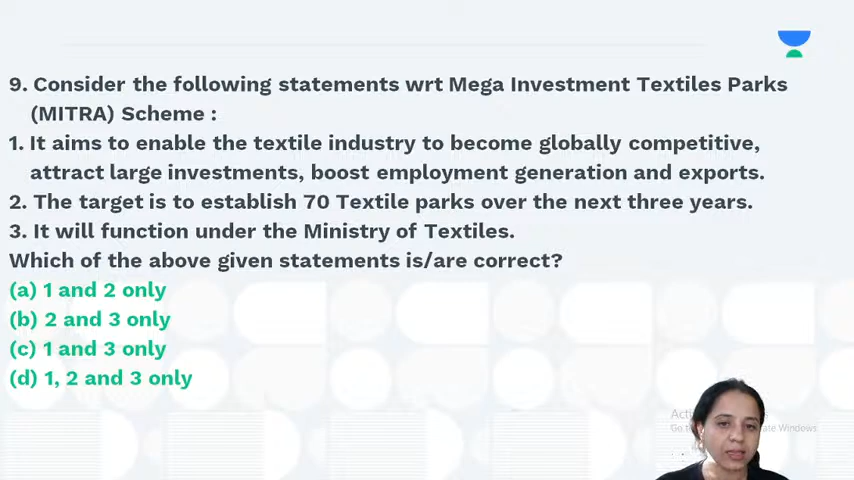 9. Consider the following statements wrt Mega Investment Textiles Parks
(MITRA) Scheme :
1. It aims to enable the textile industry to become globally competitive,
attract large investments, boost employment generation and exports.
2. The target is to establish 70 Textile parks over the next three years.
3. It will function under the Ministry of Textiles.
Which of the above given statements is/are correct?
(a) 1 and 2 only
(b) 2 and 3 only
(c) 1 and 3 only
(d) 1, 2 and 3 only
Windows.